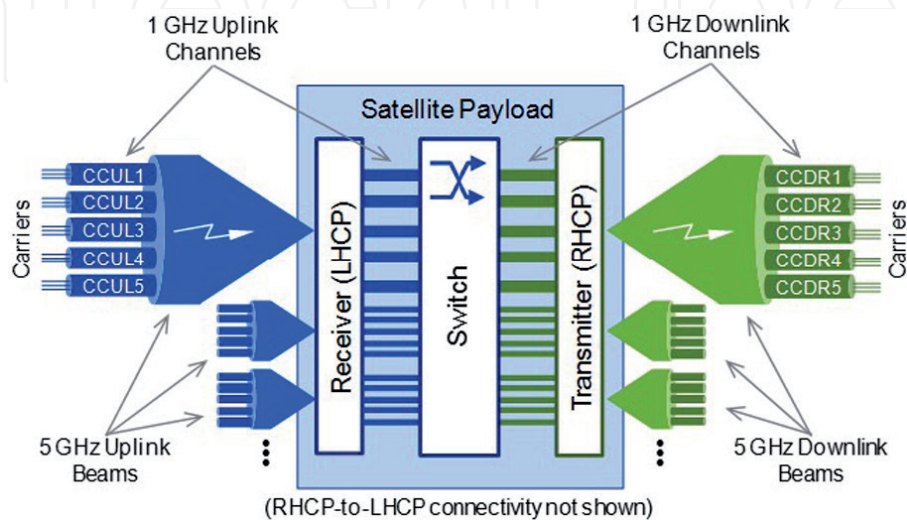 1 GHz Uplink
Channels
1 GHz Downlink
Channels
Satellite Payload
Carriers
CCUL1
CCUL2
CCUL3
CCUL4
CCUL5
Receiver (LHCP)
Switch
Transmitter (RHCP)
CCDR1
CCDR2
CCDR3
CCDR4
CCDR5
Carriers
5 GHz Uplink
Beams
5 GHz Downlink
Beams
(RHCP-to-LHCP connectivity not shown)